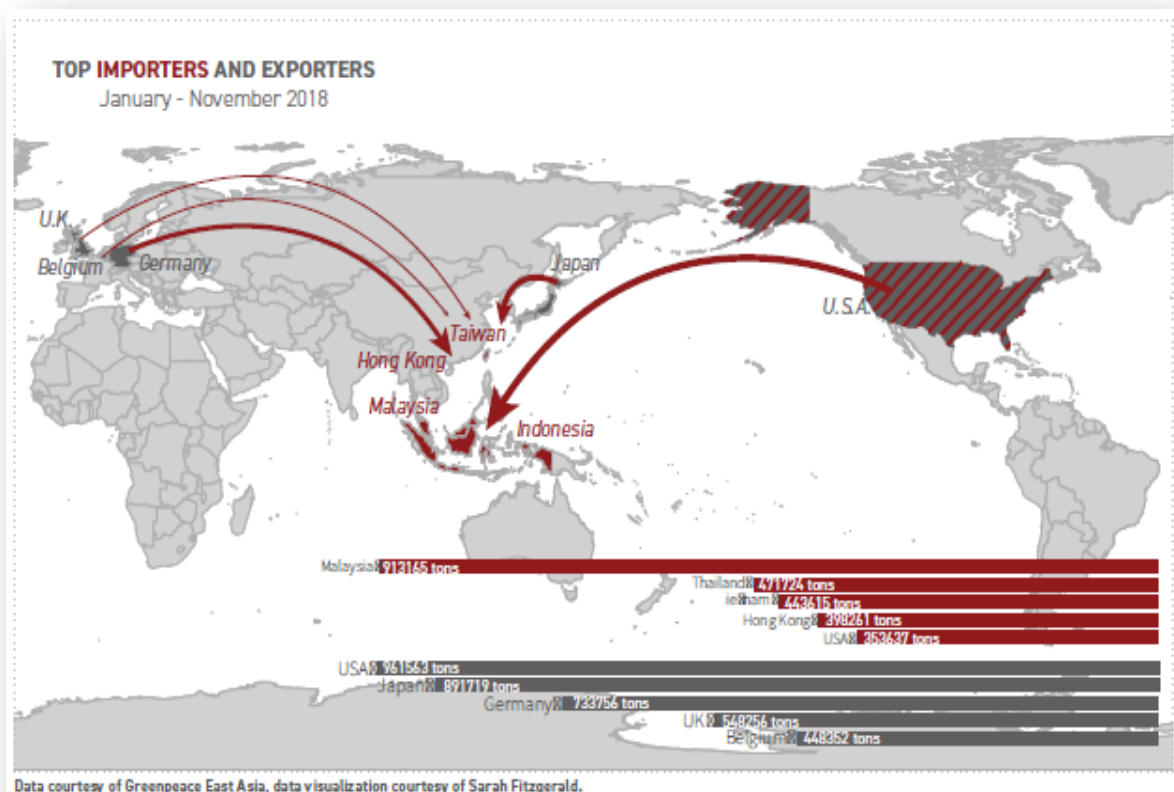 TOP IMPORTERS AND EXPORTERS
January - November 2018
U.K.
Belgium
Germany
Japan
U.S.A.
Taiwan
Hong Kong
Malaysia
Indonesia
Malaysia 913165 tons
Thailand 471724 tons
443615 tons
Hong Kong 398261 tons
USA 353637 tons
USA 961563 tons
Japan 891719 tons
Germany 733756 tons
UK 548256 tons
Belgium 448352 tons
Data courtesy of Greenpeace East Asia, data visualization courtesy of Sarah Fitzgerald.